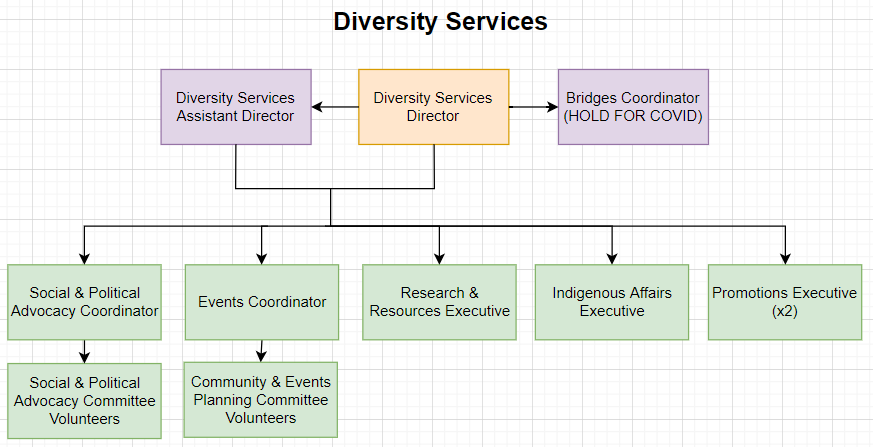 Diversity Services
Diversity Services
Assistant Director
Diversity Services
Director
Bridges Coordinator
(HOLD FOR COVID)
Social & Political
Advocacy Coordinator
Events Coordinator
Research &
Resources Executive
Indigenous Affairs
Executive
Promotions Executive
(x2)
Social & Political
Advocacy Committee
Volunteers
Community & Events
Planning Committee
Volunteers